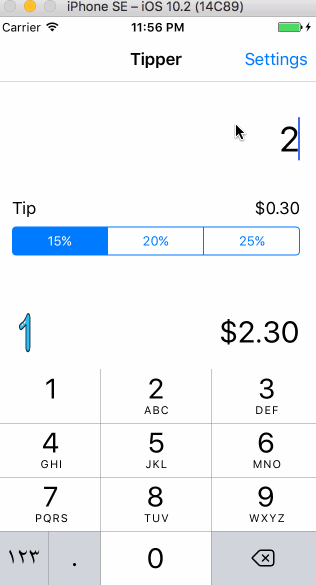 iPhone SE – iOS 10.2 (14C89)
Carrier 11:56 PM
Tipper Settings
2
Tip $0.30
15% 20% 25%
1 $2.30
1 2 3
ABC DEF
4 5 6
GHI JKL MNO
7 8 9
PQRS TUV WXYZ
١٢٣ . 0